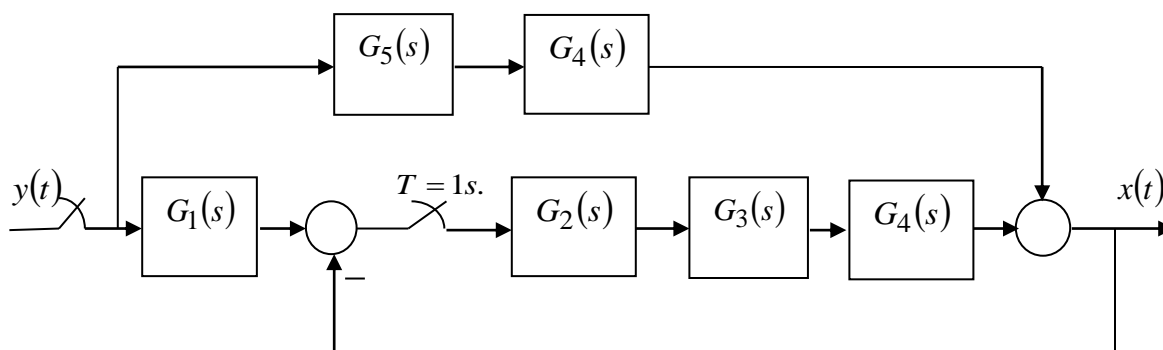 G₅(s)
G₄(s)
y(t)
G₁(s)
T = 1s.
G₂(s)
G₃(s)
G₄(s)
x(t)
−